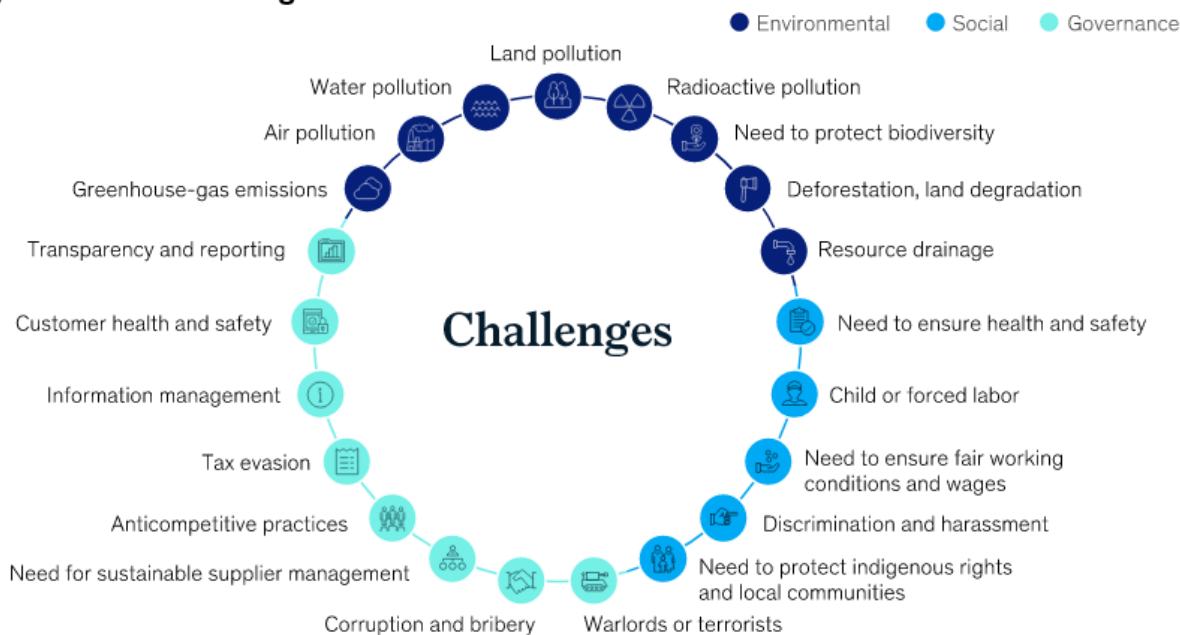 Environmental
Social
Governance
Land pollution
Water pollution
Radioactive pollution
Air pollution
Need to protect biodiversity
Greenhouse-gas emissions
Deforestation, land degradation
Transparency and reporting
Resource drainage
Customer health and safety
Challenges
Need to ensure health and safety
Information management
Child or forced labor
Tax evasion
Need to ensure fair working
conditions and wages
Anticompetitive practices
Discrimination and harassment
Need for sustainable supplier management
Need to protect indigenous rights
and local communities
Corruption and bribery
Warlords or terrorists